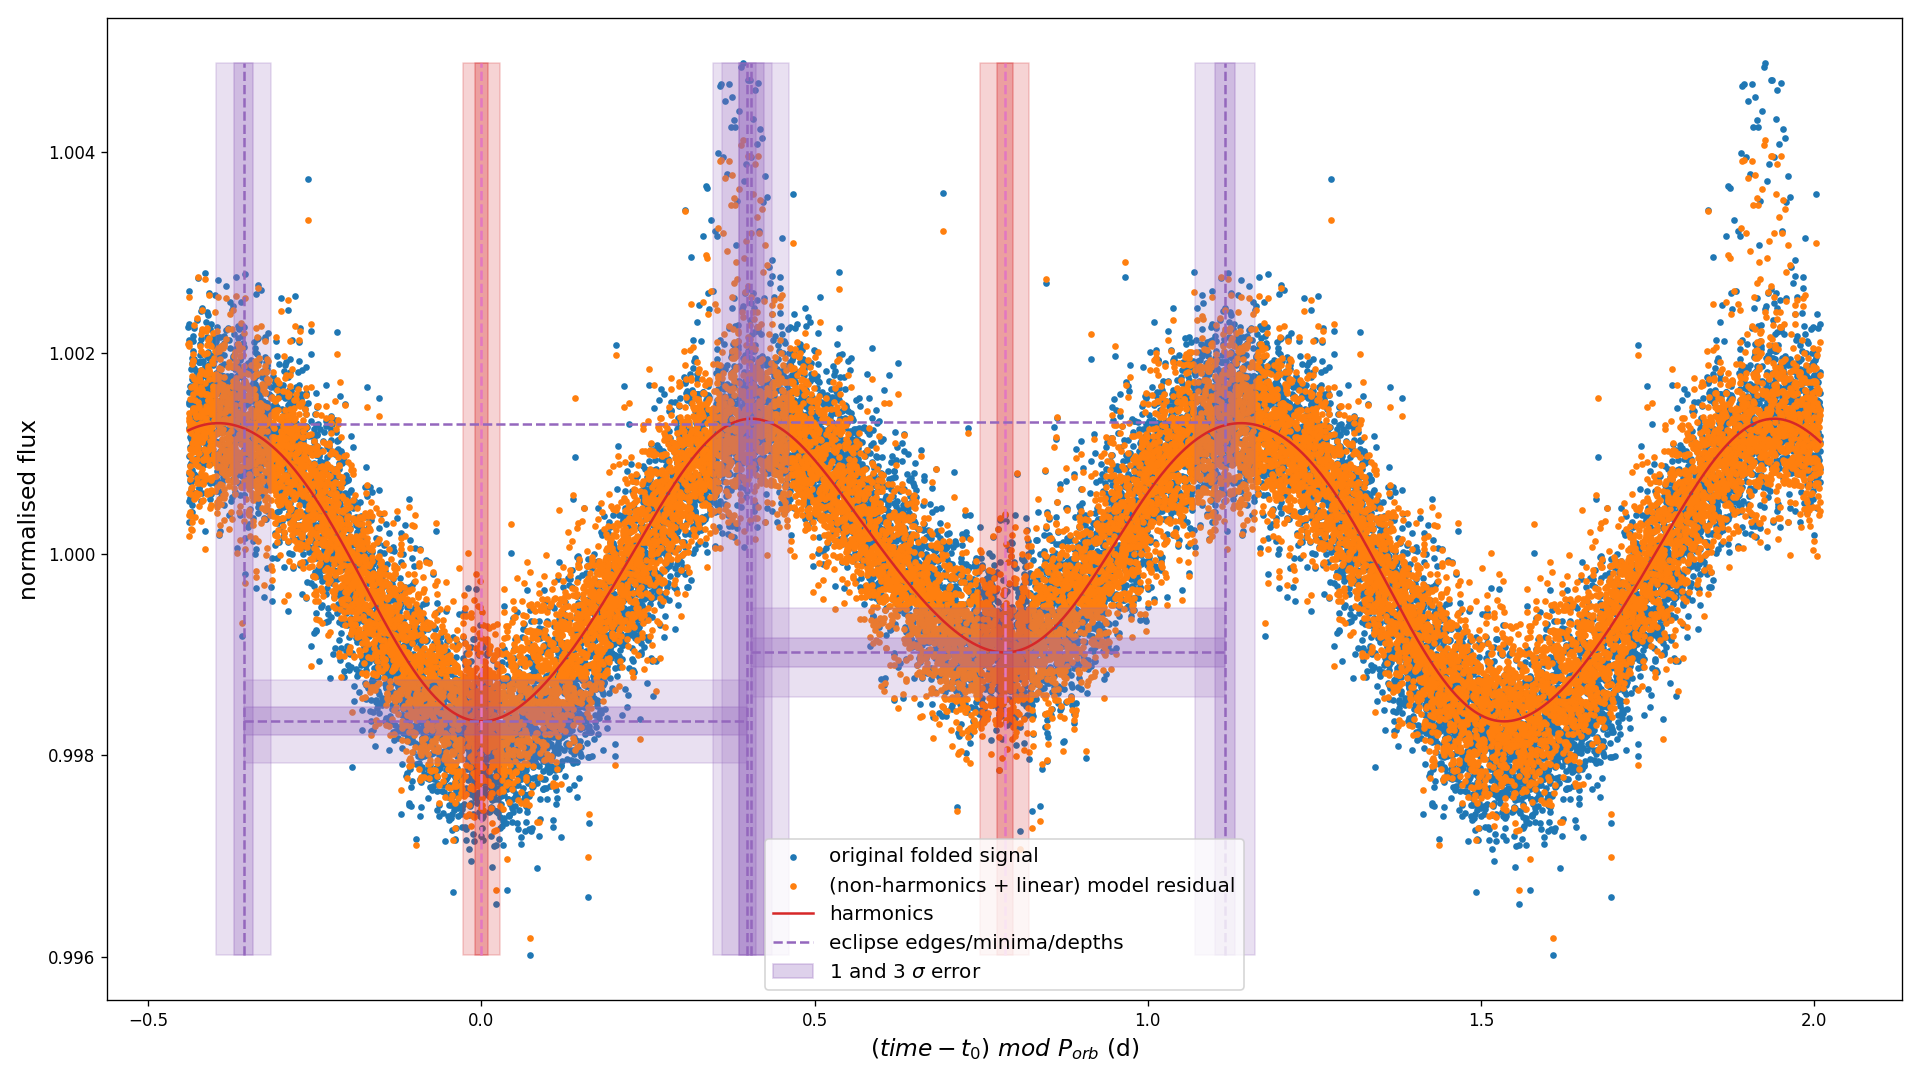 normalised flux
1.004
1.002
1.000
0.998
0.996
original folded signal
(non-harmonics + linear) model residual
harmonics
eclipse edges/minima/depths
1 and 3 σ error
−0.5
0.0
0.5
1.0
1.5
2.0
(time − t₀) mod Pₒᵣb (d)